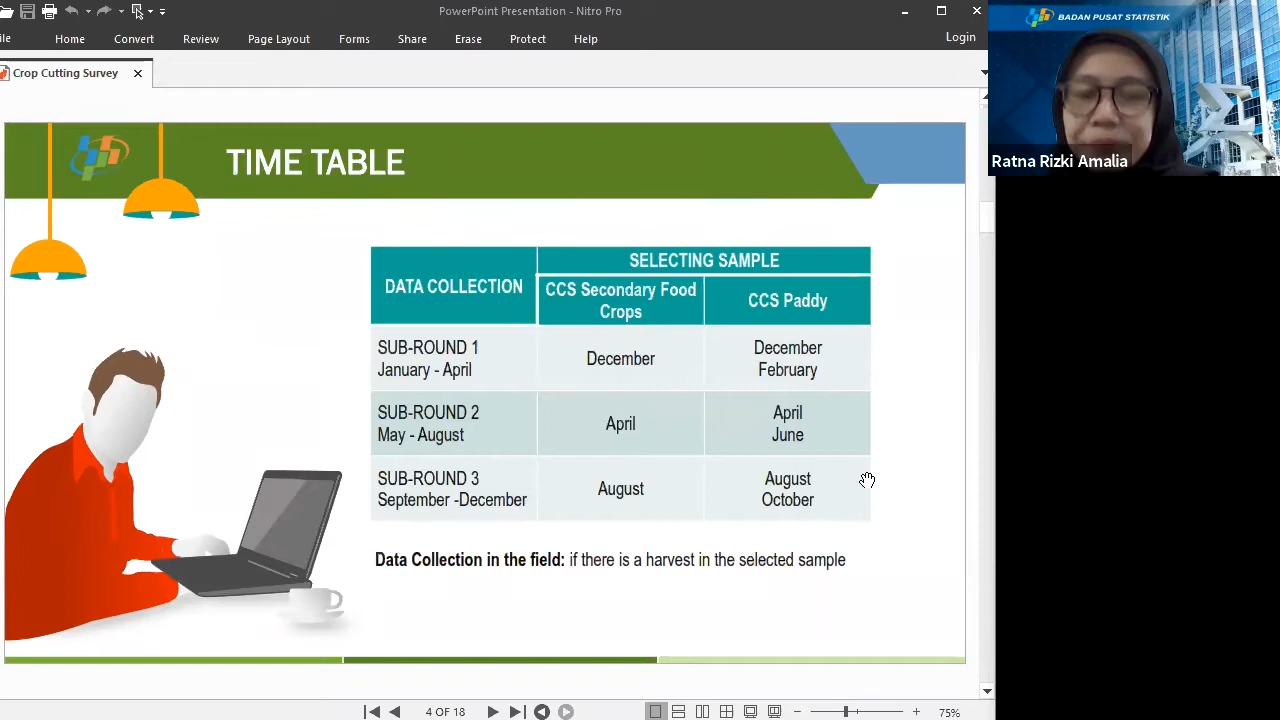 PowerPoint Presentation - Nitro Pro
ile
Home
Convert
Review
Page Layout
Forms
Share
Erase
Protect
Help
Login
Crop Cutting Survey
BADAN PUSAT STATISTIK
Ratna Rizki Amalia
TIME TABLE
DATA COLLECTION
SELECTING SAMPLE
CCS Secondary Food
Crops
CCS Paddy
SUB-ROUND 1
January - April
December
December
February
SUB-ROUND 2
May - August
April
April
June
SUB-ROUND 3
September -December
August
August
October
Data Collection in the field: if there is a harvest in the selected sample
4 OF 18
75%